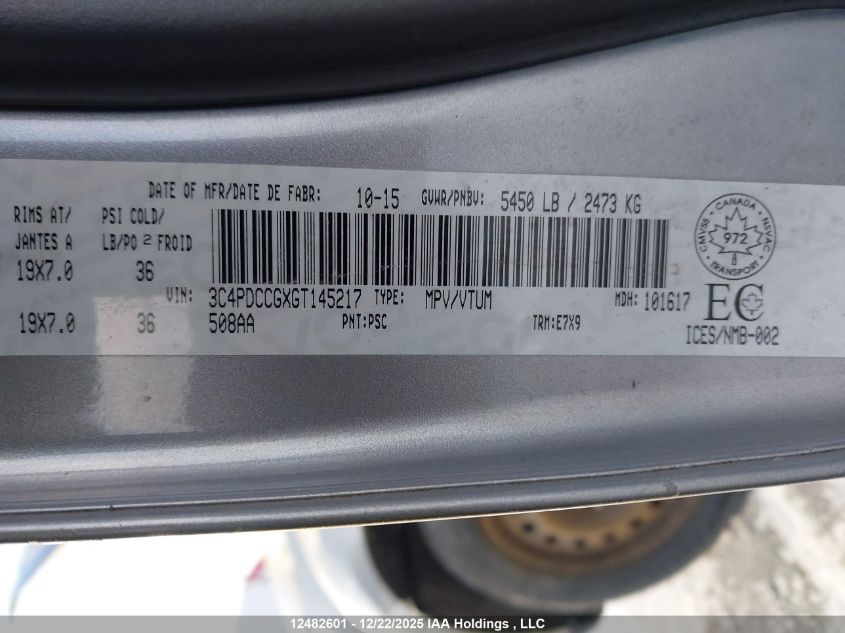 DATE OF MFR/DATE DE FABR: 10-15 GVWR/PNBV: 5450 LB / 2473 KG
RIMS AT/ PSI COLD/
JANTES A LB/PO 2 FROID
19X7.0 36
VIN: 3C4PDCCGXGT145217 TYPE: MPV/VTUM MDH: 101617
19X7.0 36 508AA PNT:PSC TRM:E7X9
CANADA
CMVSS 972 NSVAC
TRANSPORT
EC
ICES/NMB-002
12482601 - 12/22/2025 IAA Holdings , LLC